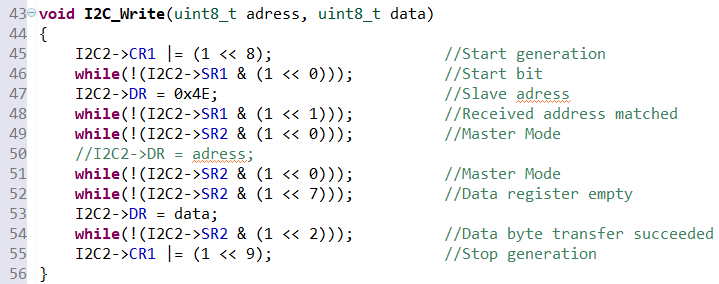 43 void I2C_Write(uint8_t adress, uint8_t data)
44 {
45     I2C2->CR1 |= (1 << 8);                    //Start generation
46     while(!(I2C2->SR1 & (1 << 0)));           //Start bit
47     I2C2->DR = 0x4E;                          //Slave adress
48     while(!(I2C2->SR1 & (1 << 1)));           //Received address matched
49     while(!(I2C2->SR2 & (1 << 0)));           //Master Mode
50     //I2C2->DR = adress;
51     while(!(I2C2->SR2 & (1 << 0)));           //Master Mode
52     while(!(I2C2->SR2 & (1 << 7)));           //Data register empty
53     I2C2->DR = data;
54     while(!(I2C2->SR2 & (1 << 2)));           //Data byte transfer succeeded
55     I2C2->CR1 |= (1 << 9);                    //Stop generation
56 }